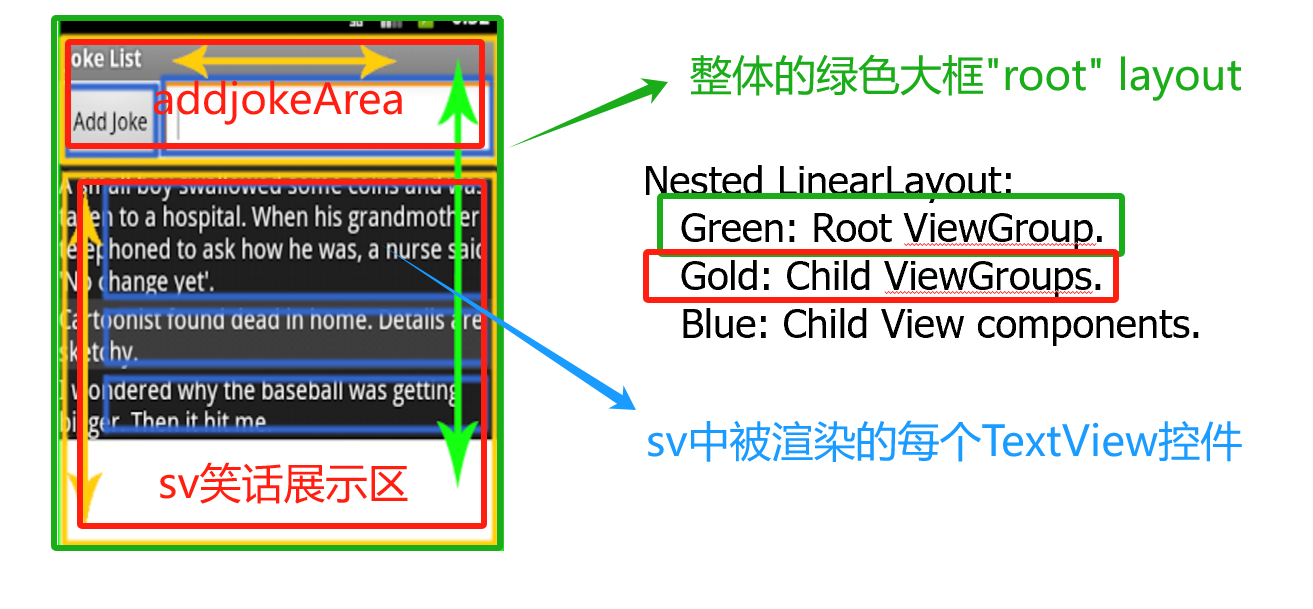 oke List
addjokeArea
Add Joke
A small boy swallowed some coins and was
taken to a hospital. When his grandmother
telephoned to ask how he was, a nurse said
'No change yet'.
Cartoonist found dead in home. Details are
sketchy.
I wondered why the baseball was getting
bigger. Then it hit me.
sv笑话展示区
整体的绿色大框"root" layout
Nested LinearLayout:
Green: Root ViewGroup.
Gold: Child ViewGroups.
Blue: Child View components.
sv中被渲染的每个TextView控件